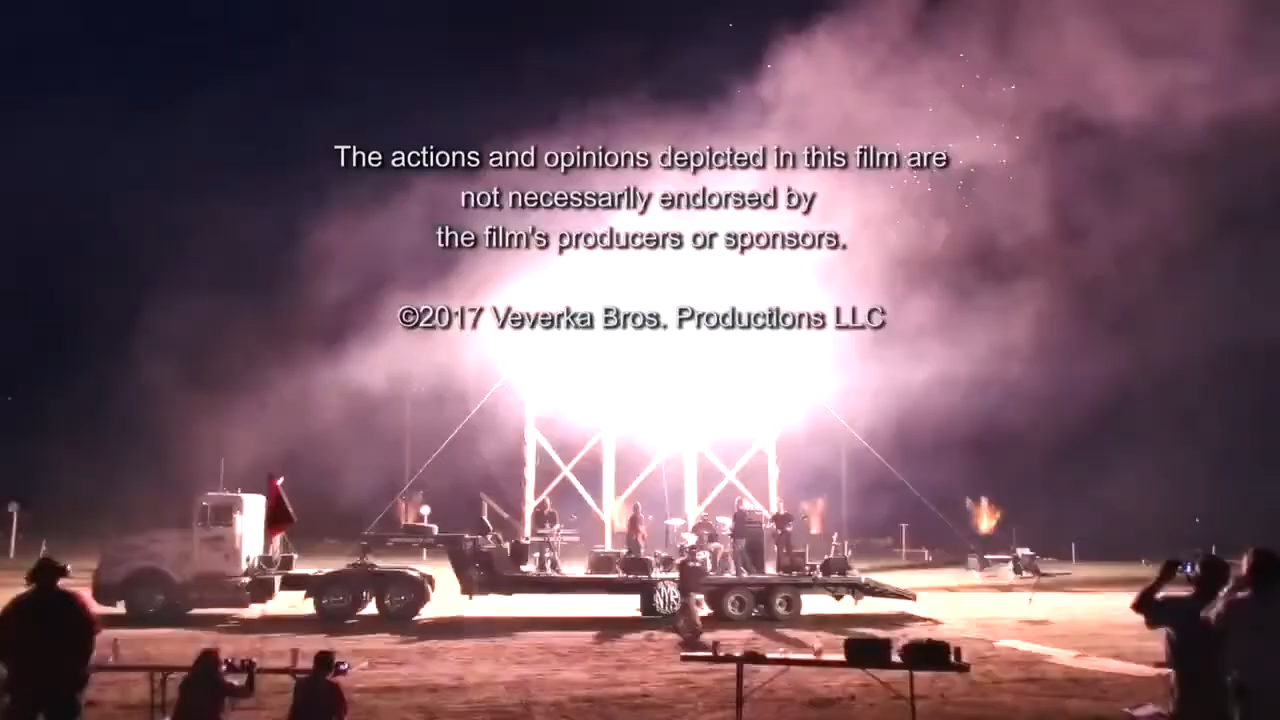 The actions and opinions depicted in this film are
not necessarily endorsed by
the film's producers or sponsors.
©2017 Veverka Bros. Productions LLC
NYR